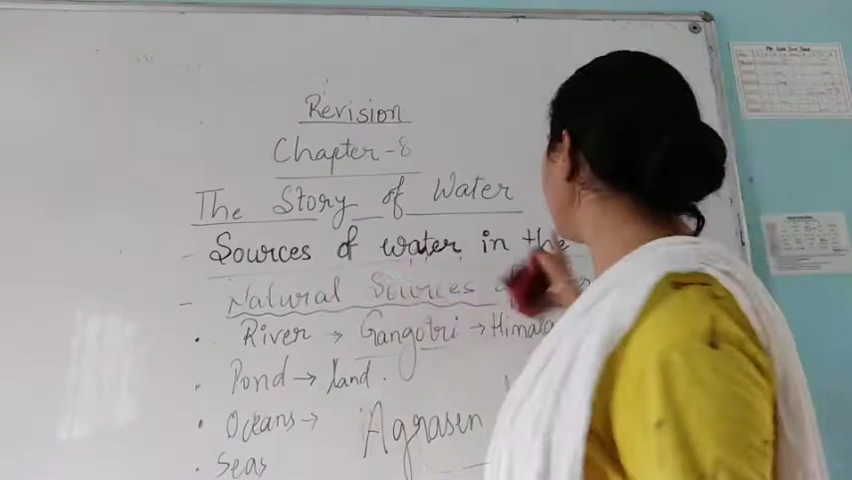 Revision
Chapter-8
The Story of Water
- Sources of water in the
- Natural Sources
• River → Gangotri → Himala
• Pond → land.
• Oceans →
Agrasen
• Seas